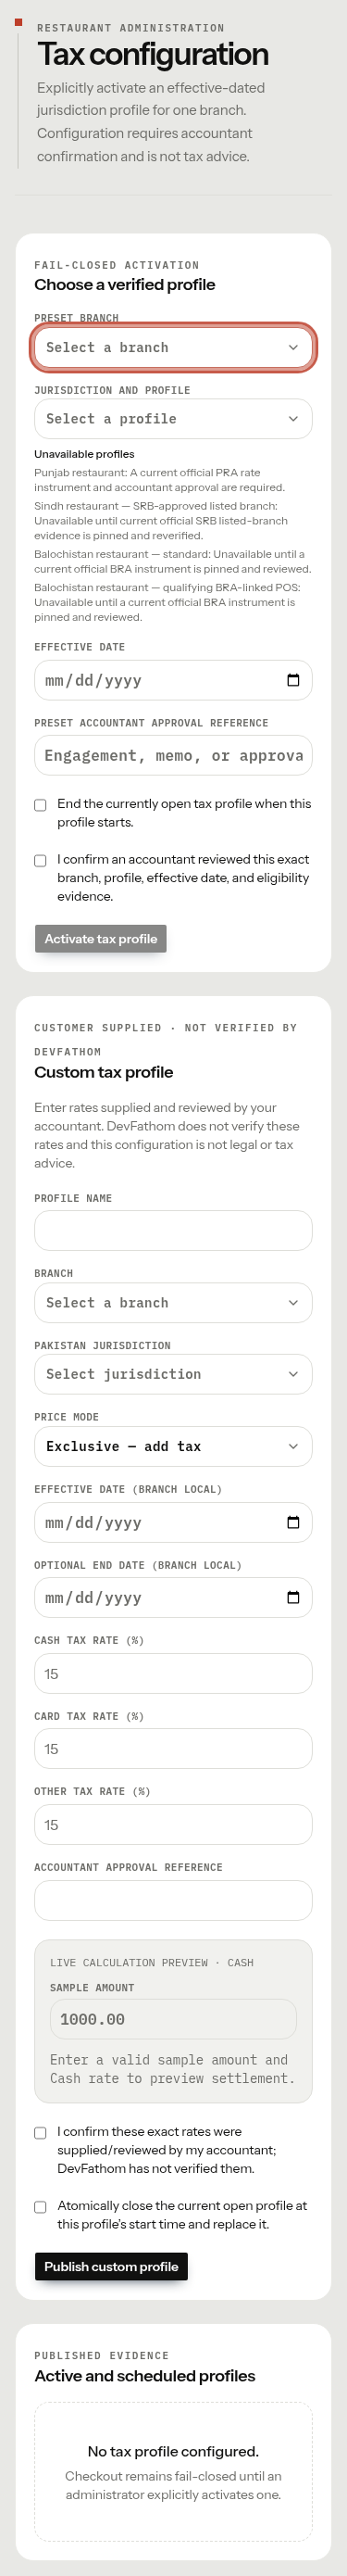 RESTAURANT ADMINISTRATION
Tax configuration
Explicitly activate an effective-dated
jurisdiction profile for one branch.
Configuration requires accountant
confirmation and is not tax advice.
FAIL-CLOSED ACTIVATION
Choose a verified profile
PRESET BRANCH
Select a branch
JURISDICTION AND PROFILE
Select a profile
Unavailable profiles
Punjab restaurant: A current official PRA rate
instrument and accountant approval are required.
Sindh restaurant — SRB-approved listed branch:
Unavailable until current official SRB listed-branch
evidence is pinned and reverified.
Balochistan restaurant — standard: Unavailable until a
current official BRA instrument is pinned and reviewed.
Balochistan restaurant — qualifying BRA-linked POS:
Unavailable until a current official BRA instrument is
pinned and reviewed.
EFFECTIVE DATE
mm/dd/yyyy
PRESET ACCOUNTANT APPROVAL REFERENCE
Engagement, memo, or approva
End the currently open tax profile when this
profile starts.
I confirm an accountant reviewed this exact
branch, profile, effective date, and eligibility
evidence.
Activate tax profile
CUSTOMER SUPPLIED · NOT VERIFIED BY
DEVFATHOM
Custom tax profile
Enter rates supplied and reviewed by your
accountant. DevFathom does not verify these
rates and this configuration is not legal or tax
advice.
PROFILE NAME
BRANCH
Select a branch
PAKISTAN JURISDICTION
Select jurisdiction
PRICE MODE
Exclusive — add tax
EFFECTIVE DATE (BRANCH LOCAL)
mm/dd/yyyy
OPTIONAL END DATE (BRANCH LOCAL)
mm/dd/yyyy
CASH TAX RATE (%)
15
CARD TAX RATE (%)
15
OTHER TAX RATE (%)
15
ACCOUNTANT APPROVAL REFERENCE
LIVE CALCULATION PREVIEW · CASH
SAMPLE AMOUNT
1000.00
Enter a valid sample amount and
Cash rate to preview settlement.
I confirm these exact rates were
supplied/reviewed by my accountant;
DevFathom has not verified them.
Atomically close the current open profile at
this profile's start time and replace it.
Publish custom profile
PUBLISHED EVIDENCE
Active and scheduled profiles
No tax profile configured.
Checkout remains fail-closed until an
administrator explicitly activates one.